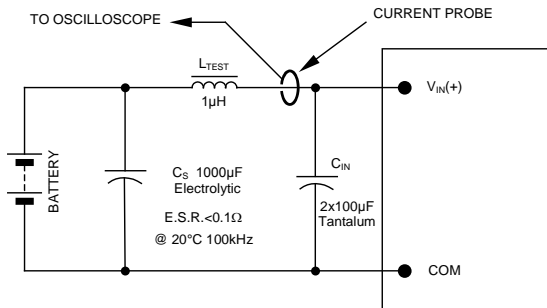 TO OSCILLOSCOPE
CURRENT PROBE
LTEST
1µH
VIN(+)
BATTERY
CS 1000µF
Electrolytic
E.S.R.<0.1Ω
@ 20°C 100kHz
CIN
2x100µF
Tantalum
COM